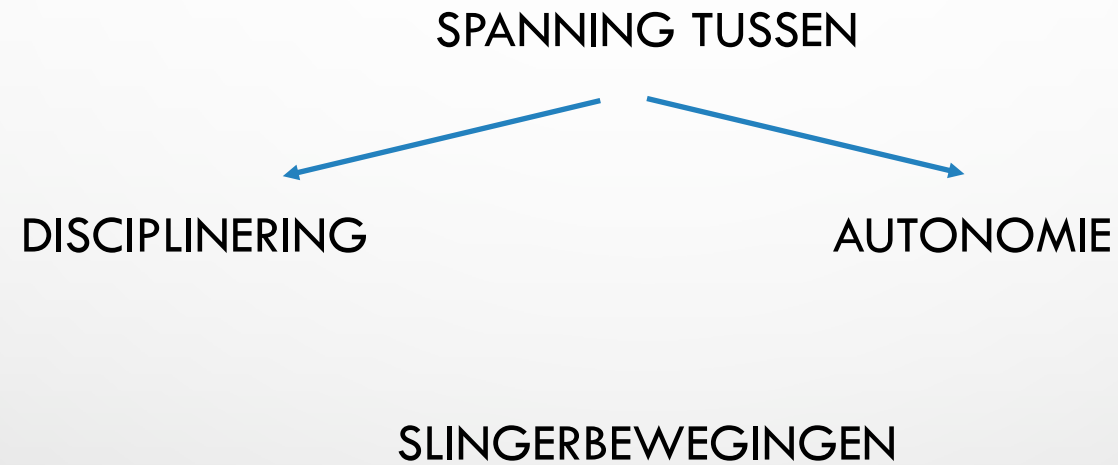 SPANNING TUSSEN
DISCIPLINERING
AUTONOMIE
SLINGERBEWEGINGEN